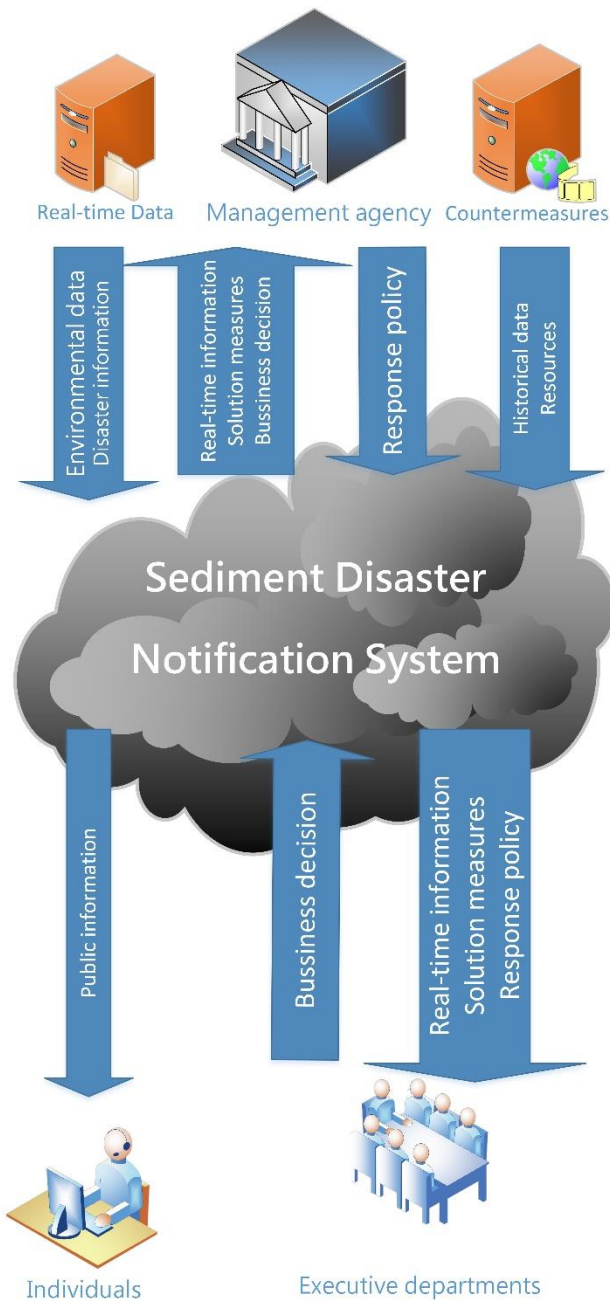 Real-time Data
Management agency
Countermeasures
Environmental data
Disaster information
Real-time information
Solution measures
Bussiness decision
Response policy
Historical data
Resources
Sediment Disaster
Notification System
Public information
Bussiness decision
Real-time information
Solution measures
Response policy
Individuals
Executive departments